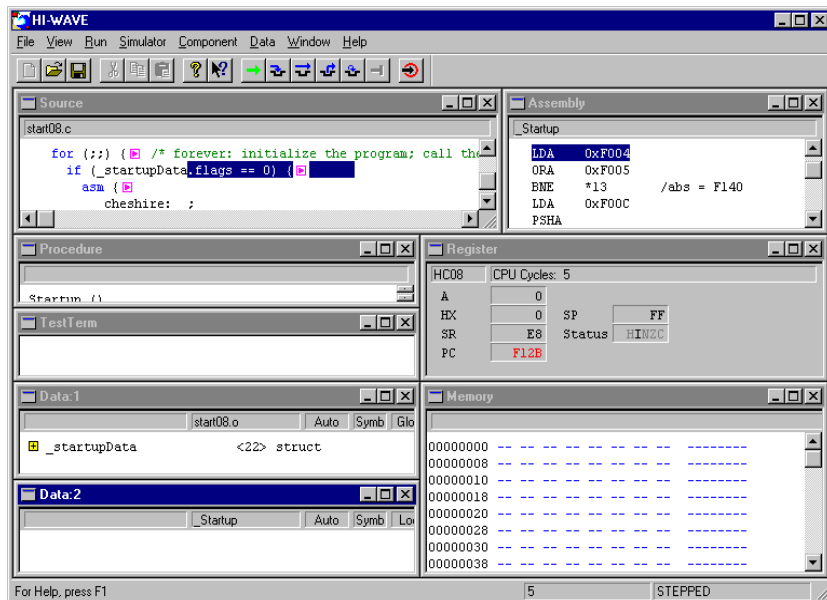 HI-WAVE
File View Run Simulator Component Data Window Help
Source
start08.c
for (;;) { /* forever: initialize the program; call the
if (_startupData.flags == 0) {
asm {
cheshire: ;
Assembly
_Startup
LDA 0xF004
ORA 0xF005
BNE *13 /abs = F140
LDA 0xF00C
PSHA
Procedure
Startup ()
TestTerm
Register
HC08 CPU Cycles: 5
A 0
HX 0 SP FF
SR E8 Status HINZC
PC F12B
Data:1
start08.o Auto Symb Glo
_startupData <22> struct
Data:2
_Startup Auto Symb Lo
Memory
00000000 -- -- -- -- -- -- -- -- --------
00000008 -- -- -- -- -- -- -- -- --------
00000010 -- -- -- -- -- -- -- -- --------
00000018 -- -- -- -- -- -- -- -- --------
00000020 -- -- -- -- -- -- -- -- --------
00000028 -- -- -- -- -- -- -- -- --------
00000030 -- -- -- -- -- -- -- -- --------
00000038 -- -- -- -- -- -- -- -- --------
For Help, press F1 5 STEPPED